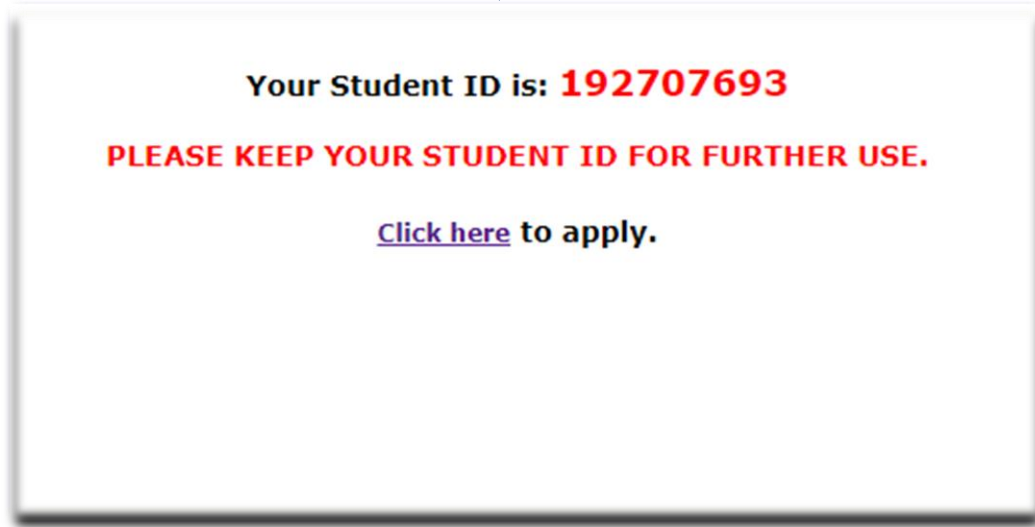 Your Student ID is: 192707693
PLEASE KEEP YOUR STUDENT ID FOR FURTHER USE.
Click here to apply.